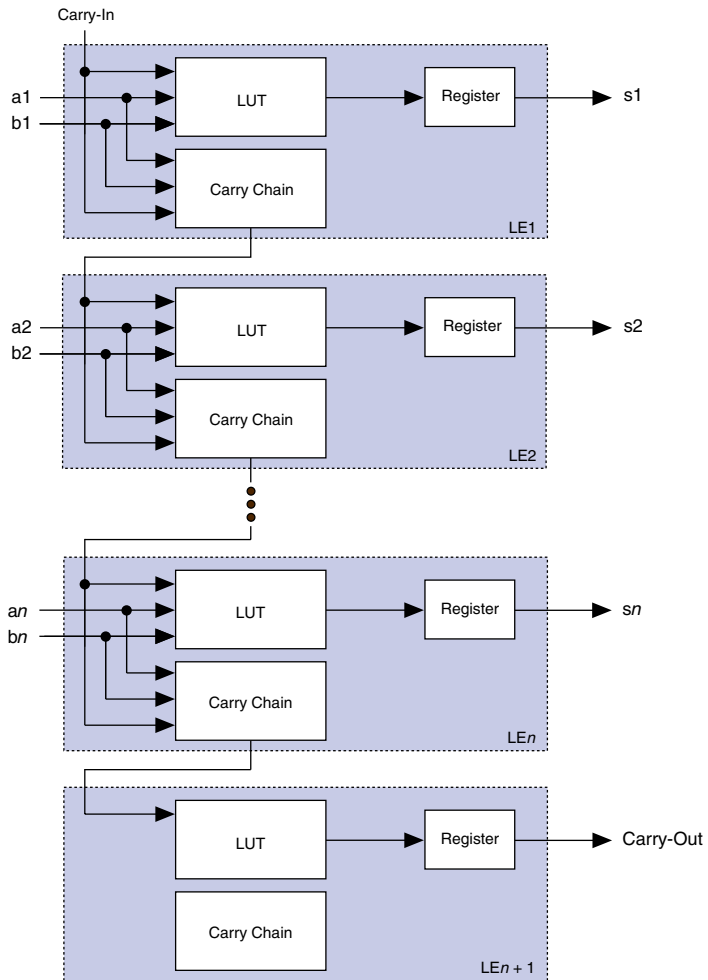 Carry-In
a1
b1
LUT
Register
s1
Carry Chain
LE1
a2
b2
LUT
Register
s2
Carry Chain
LE2
an
bn
LUT
Register
sn
Carry Chain
LEn
LUT
Register
Carry-Out
Carry Chain
LEn + 1